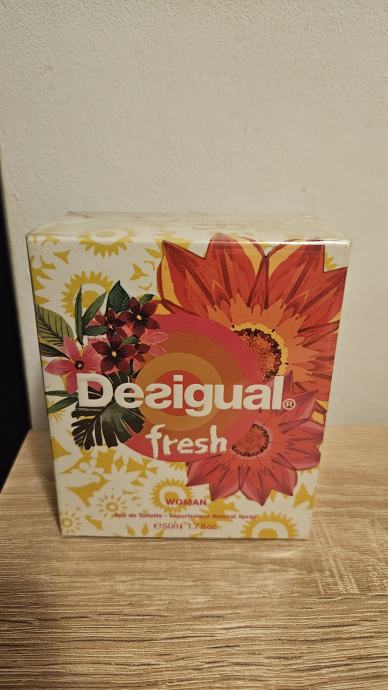 Desigual®
fresh
WOMAN
Eau de Toilette - Vaporisateur Natural Spray
℮50ml 1.7 fl.oz.